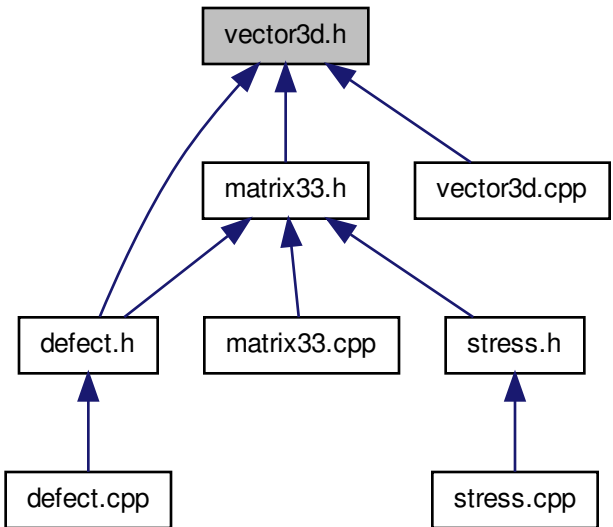 vector3d.h
matrix33.h
vector3d.cpp
defect.h
matrix33.cpp
stress.h
defect.cpp
stress.cpp